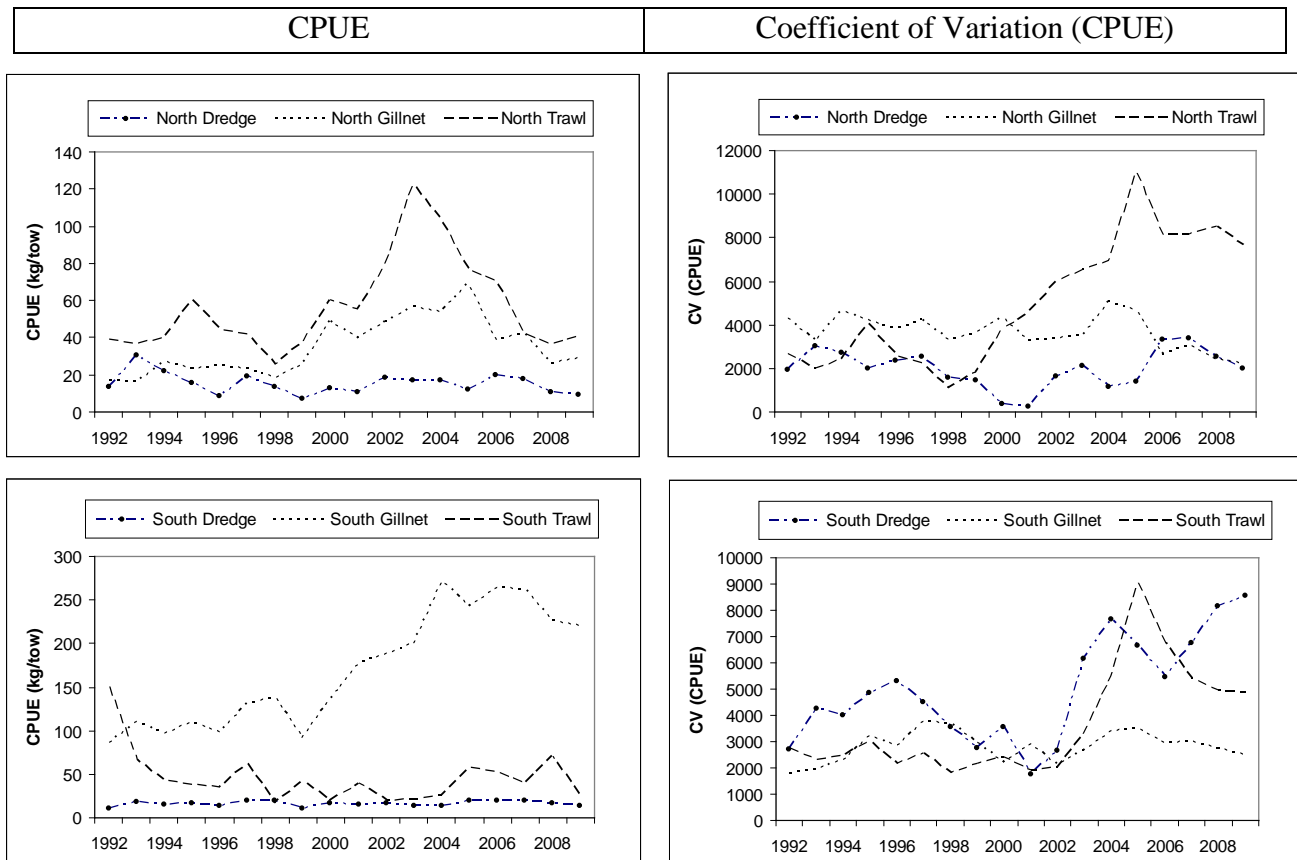 CPUE
Coefficient of Variation (CPUE)
North Dredge North Gillnet North Trawl
CPUE (kg/tow)
140
120
100
80
60
40
20
0
1992 1994 1996 1998 2000 2002 2004 2006 2008
North Dredge North Gillnet North Trawl
CV (CPUE)
12000
10000
8000
6000
4000
2000
0
1992 1994 1996 1998 2000 2002 2004 2006 2008
South Dredge South Gillnet South Trawl
CPUE (kg/tow)
300
250
200
150
100
50
0
1992 1994 1996 1998 2000 2002 2004 2006 2008
South Dredge South Gillnet South Trawl
CV (CPUE)
10000
9000
8000
7000
6000
5000
4000
3000
2000
1000
0
1992 1994 1996 1998 2000 2002 2004 2006 2008